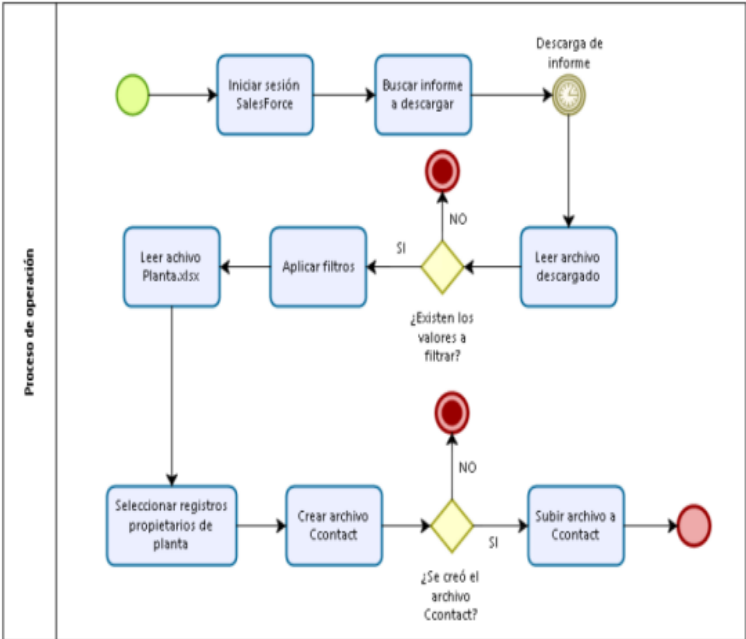 Proceso de operación
Iniciar sesión
SalesForce
Buscar informe
a descargar
Descarga de
informe
Leer archivo
descargado
NO
¿Existen los
valores a
filtrar?
SI
Aplicar filtros
Leer achivo
Planta.xlsx
Seleccionar registros
propietarios de
planta
Crear archivo
Ccontact
NO
¿Se creó el
archivo
Ccontact?
SI
Subir archivo a
Ccontact